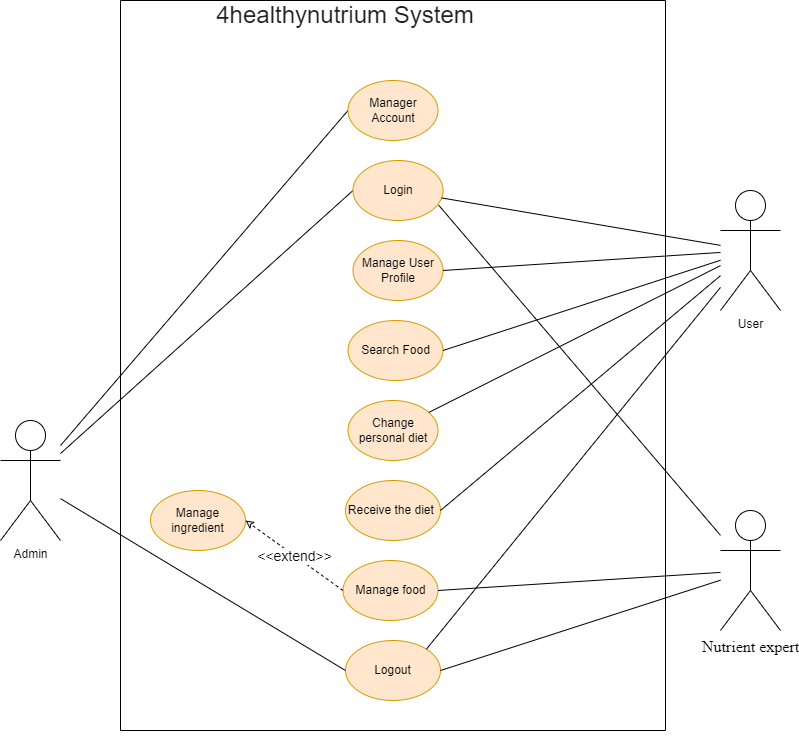 4healthynutrium System
Manager
Account
Login
Manage User
Profile
User
Search Food
Change
personal diet
Manage
ingredient
Receive the diet
Admin
<<extend>>
Manage food
Nutrient expert
Logout